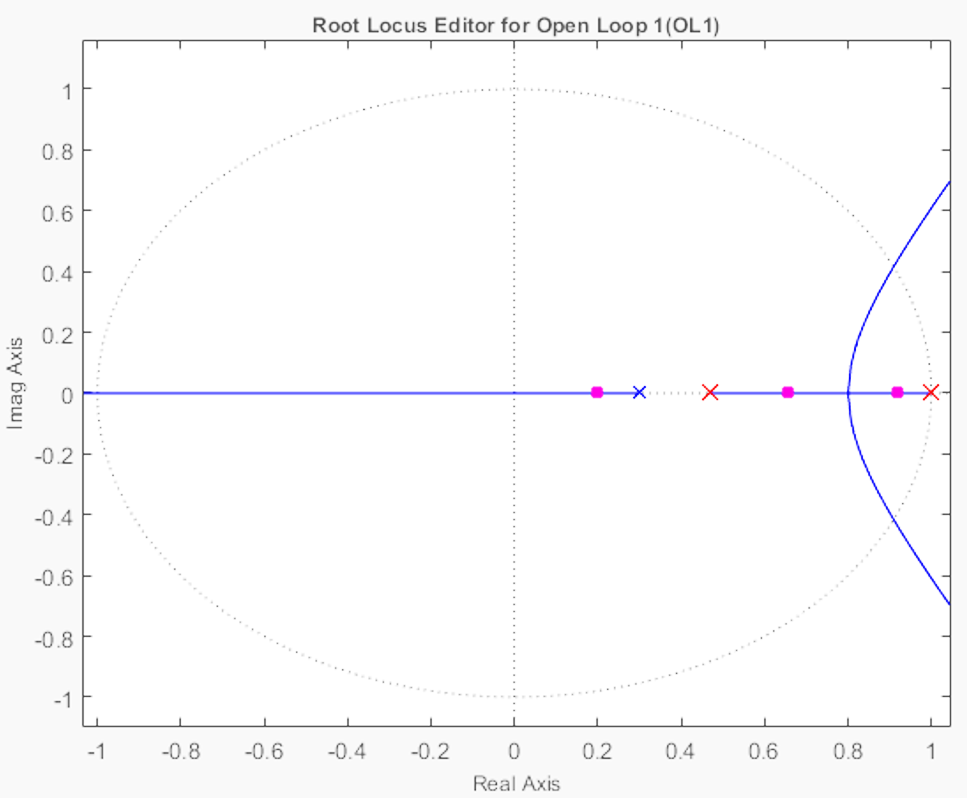 Root Locus Editor for Open Loop 1(OL1)
1
0.8
0.6
0.4
0.2
0
-0.2
-0.4
-0.6
-0.8
-1
Imag Axis
-1 -0.8 -0.6 -0.4 -0.2 0 0.2 0.4 0.6 0.8 1
Real Axis